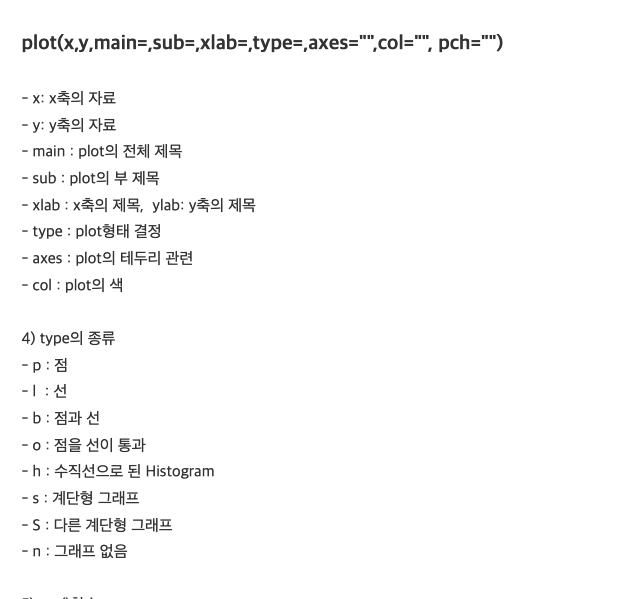 plot(x,y,main=,sub=,xlab=,type=,axes="",col="", pch="")
- x: x축의 자료
- y: y축의 자료
- main : plot의 전체 제목
- sub : plot의 부 제목
- xlab : x축의 제목, ylab: y축의 제목
- type : plot형태 결정
- axes : plot의 테두리 관련
- col : plot의 색
4) type의 종류
- p : 점
- l : 선
- b : 점과 선
- o : 점을 선이 통과
- h : 수직선으로 된 Histogram
- s : 계단형 그래프
- S : 다른 계단형 그래프
- n : 그래프 없음